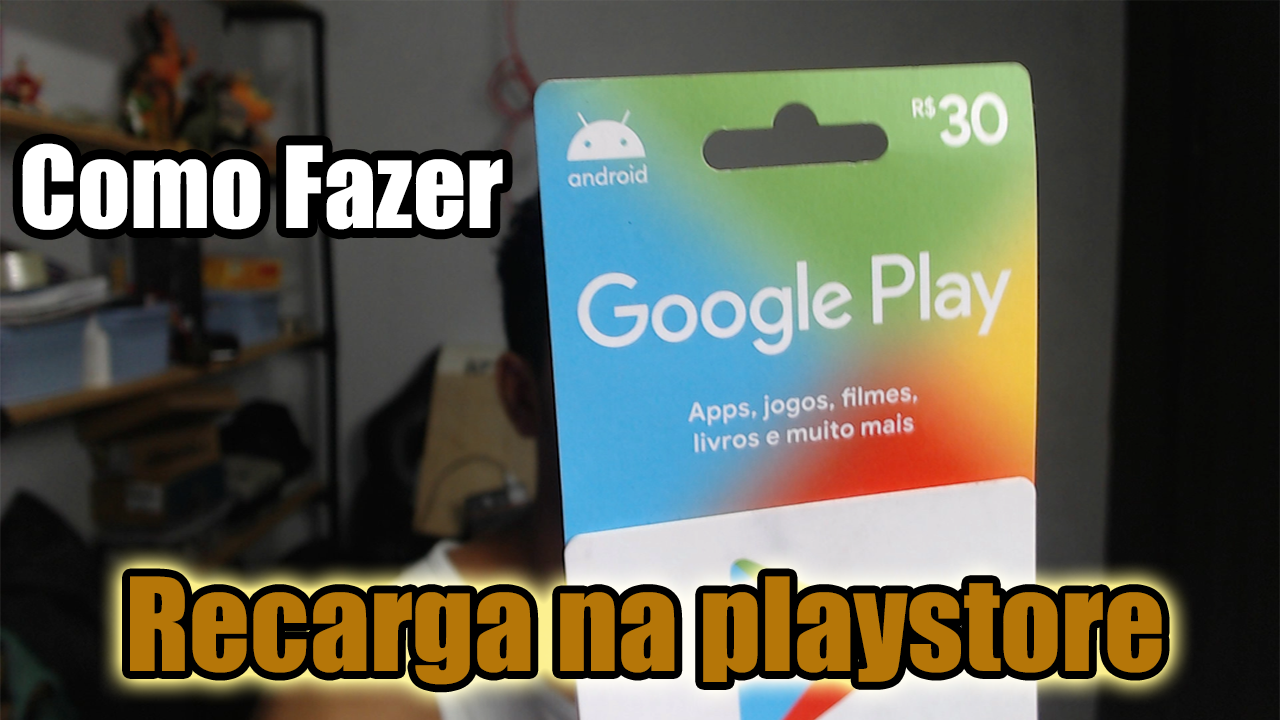 Como Fazer
R$30
android
Google Play
Apps, jogos, filmes,
livros e muito mais
Recarga na playstore